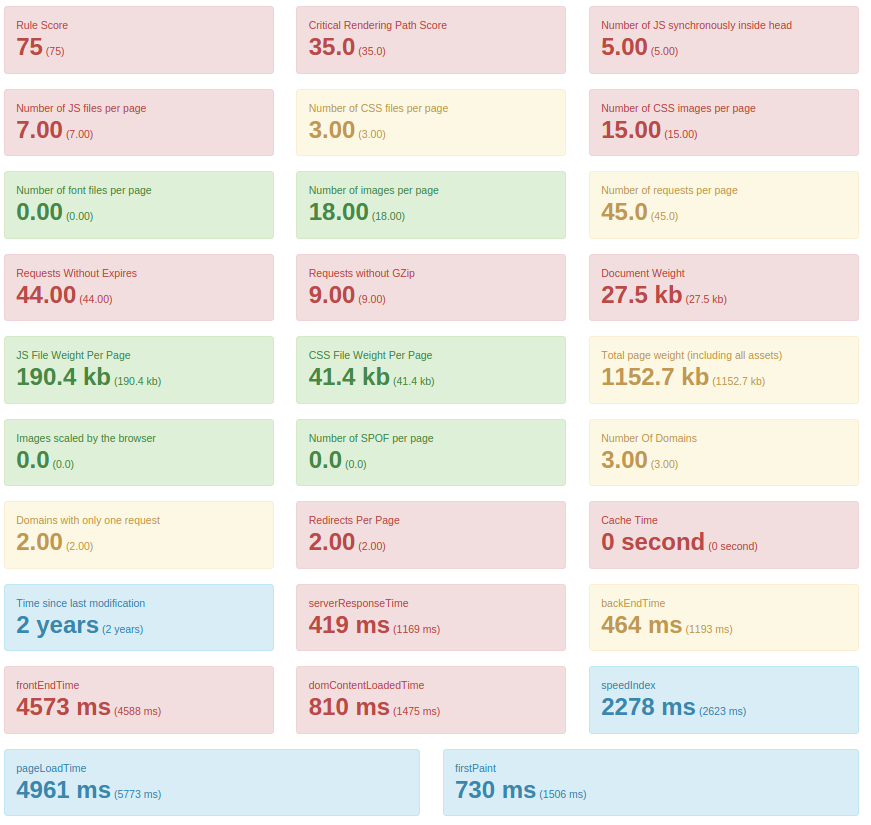 Rule Score
75 (75)
Critical Rendering Path Score
35.0 (35.0)
Number of JS synchronously inside head
5.00 (5.00)
Number of JS files per page
7.00 (7.00)
Number of CSS files per page
3.00 (3.00)
Number of CSS images per page
15.00 (15.00)
Number of font files per page
0.00 (0.00)
Number of images per page
18.00 (18.00)
Number of requests per page
45.0 (45.0)
Requests Without Expires
44.00 (44.00)
Requests without GZip
9.00 (9.00)
Document Weight
27.5 kb (27.5 kb)
JS File Weight Per Page
190.4 kb (190.4 kb)
CSS File Weight Per Page
41.4 kb (41.4 kb)
Total page weight (including all assets)
1152.7 kb (1152.7 kb)
Images scaled by the browser
0.0 (0.0)
Number of SPOF per page
0.0 (0.0)
Number Of Domains
3.00 (3.00)
Domains with only one request
2.00 (2.00)
Redirects Per Page
2.00 (2.00)
Cache Time
0 second (0 second)
Time since last modification
2 years (2 years)
serverResponseTime
419 ms (1169 ms)
backEndTime
464 ms (1193 ms)
frontEndTime
4573 ms (4588 ms)
domContentLoadedTime
810 ms (1475 ms)
speedIndex
2278 ms (2623 ms)
pageLoadTime
4961 ms (5773 ms)
firstPaint
730 ms (1506 ms)